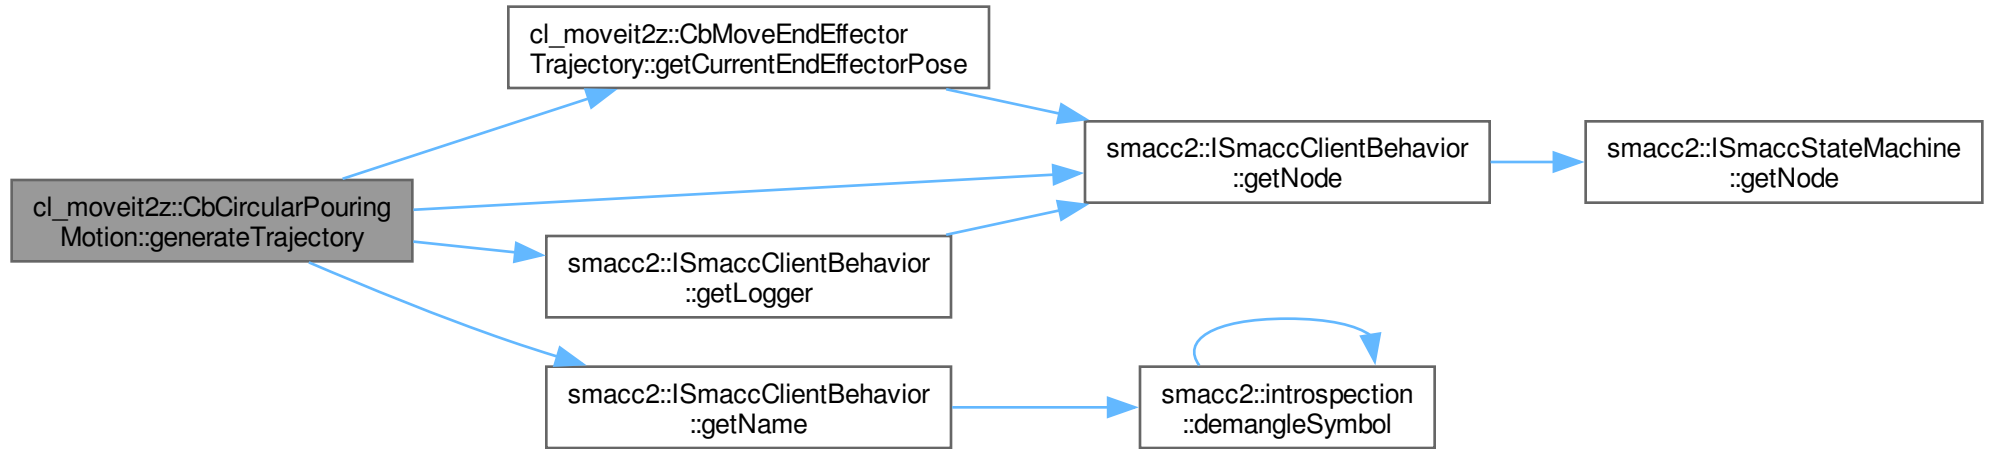 cl_moveit2z::CbCircularPouring
Motion::generateTrajectory
cl_moveit2z::CbMoveEndEffector
Trajectory::getCurrentEndEffectorPose
smacc2::ISmaccClientBehavior
::getNode
smacc2::ISmaccStateMachine
::getNode
smacc2::ISmaccClientBehavior
::getLogger
smacc2::ISmaccClientBehavior
::getName
smacc2::introspection
::demangleSymbol